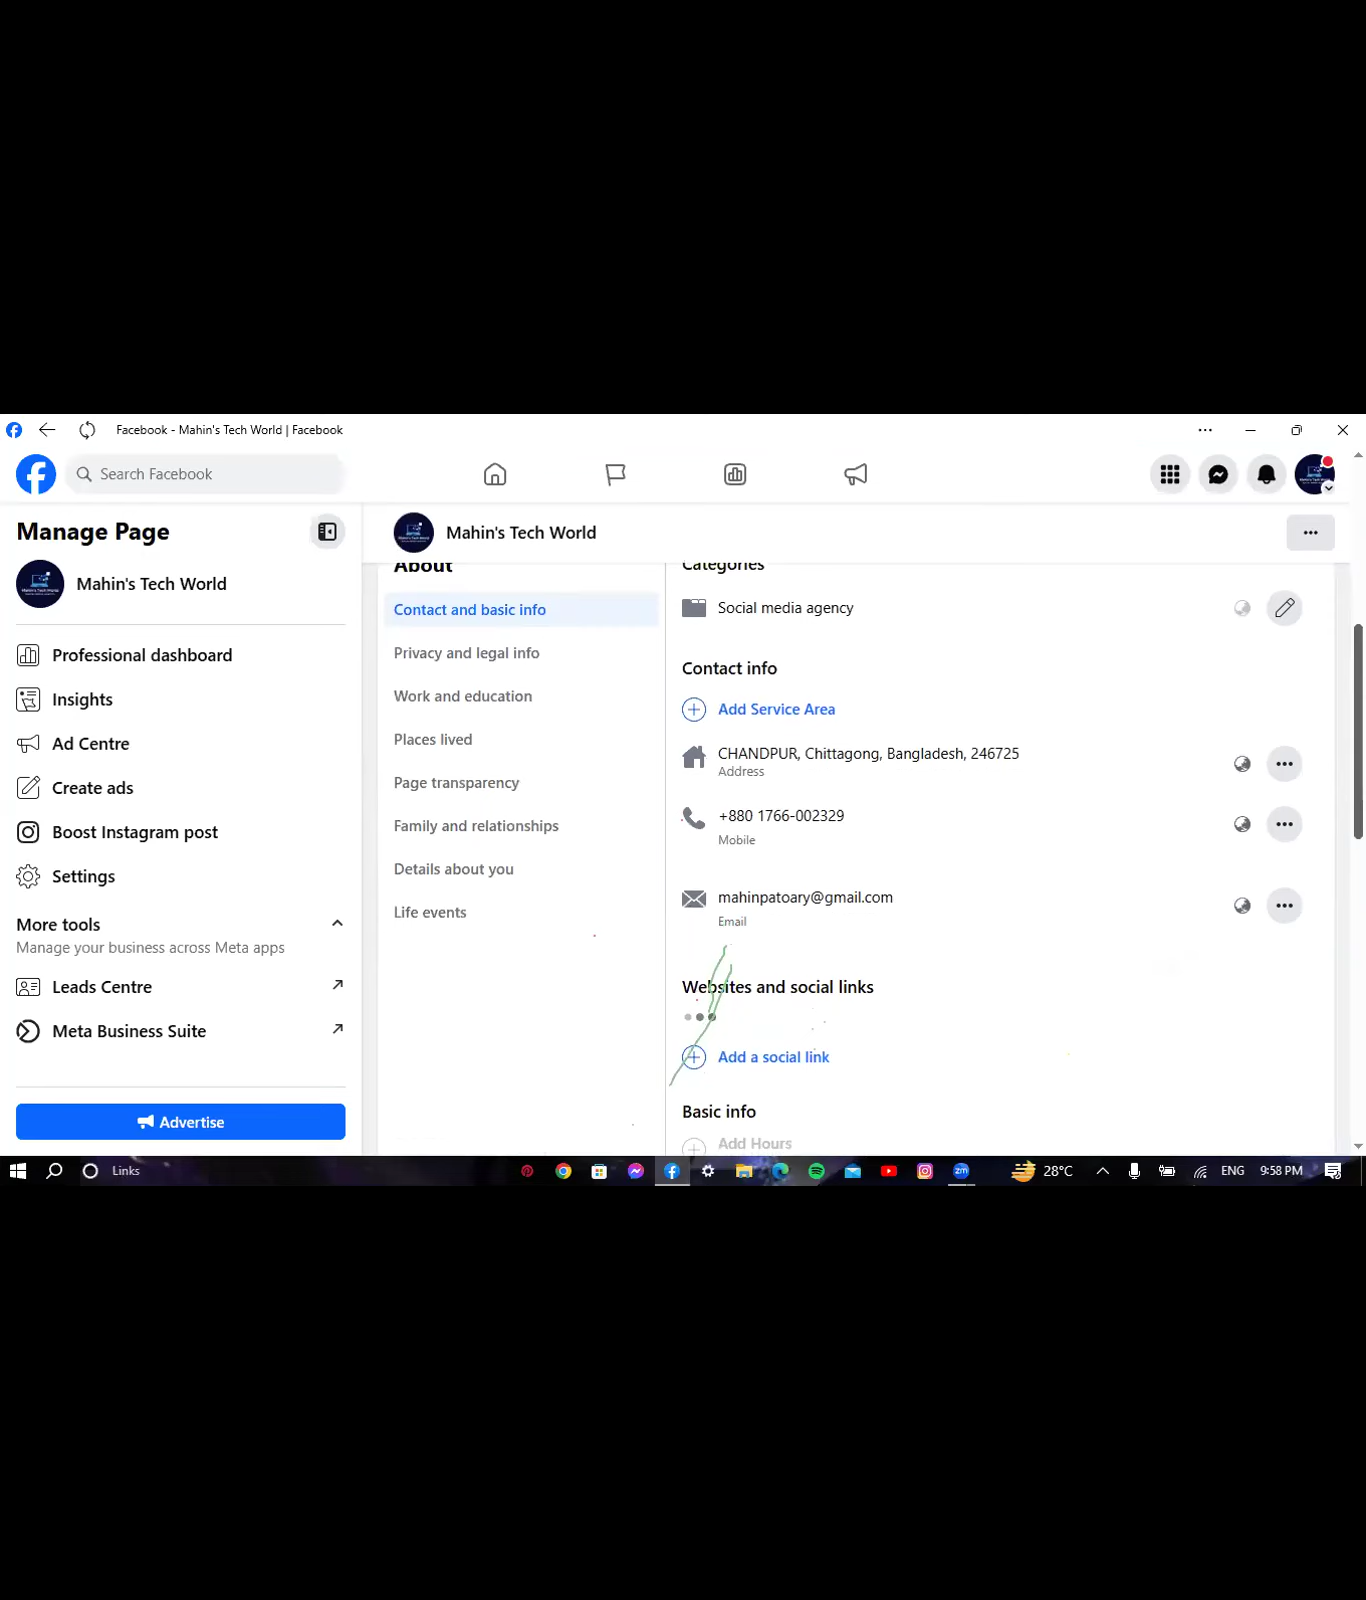 Facebook - Mahin's Tech World | Facebook
Search Facebook
Manage Page
Mahin's Tech World
Professional dashboard
Insights
Ad Centre
Create ads
Boost Instagram post
Settings
More tools
Manage your business across Meta apps
Leads Centre
Meta Business Suite
Advertise
Mahin's Tech World
About
Contact and basic info
Privacy and legal info
Work and education
Places lived
Page transparency
Family and relationships
Details about you
Life events
Categories
Social media agency
Contact info
Add Service Area
CHANDPUR, Chittagong, Bangladesh, 246725
Address
+880 1766-002329
Mobile
mahinpatoary@gmail.com
Email
Websites and social links
Add a social link
Basic info
Add Hours
Links
zm
28°C
ENG
9:58 PM